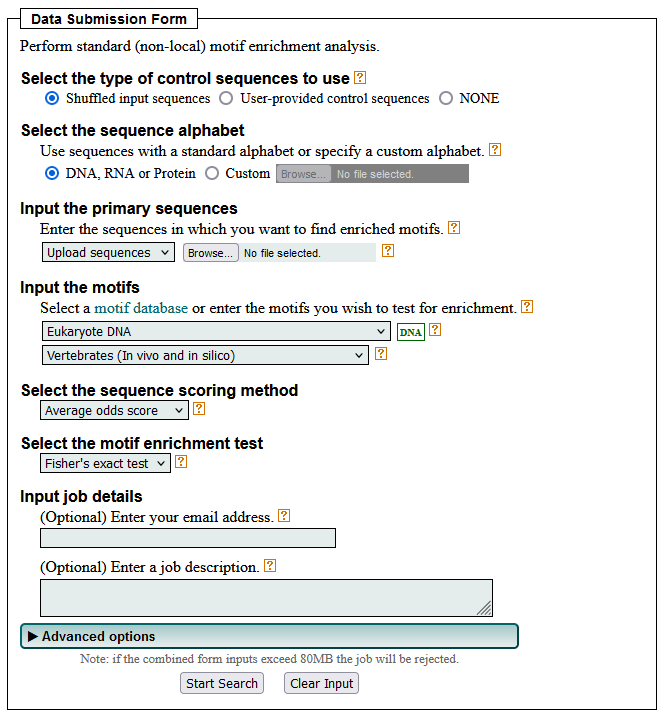 Data Submission Form
Perform standard (non-local) motif enrichment analysis.
Select the type of control sequences to use ?
Shuffled input sequences User-provided control sequences NONE
Select the sequence alphabet
Use sequences with a standard alphabet or specify a custom alphabet. ?
DNA, RNA or Protein Custom Browse... No file selected.
Input the primary sequences
Enter the sequences in which you want to find enriched motifs. ?
Upload sequences Browse... No file selected. ?
Input the motifs
Select a motif database or enter the motifs you wish to test for enrichment. ?
Eukaryote DNA DNA ?
Vertebrates (In vivo and in silico) ?
Select the sequence scoring method
Average odds score ?
Select the motif enrichment test
Fisher's exact test ?
Input job details
(Optional) Enter your email address. ?
(Optional) Enter a job description. ?
Advanced options
Note: if the combined form inputs exceed 80MB the job will be rejected.
Start Search Clear Input